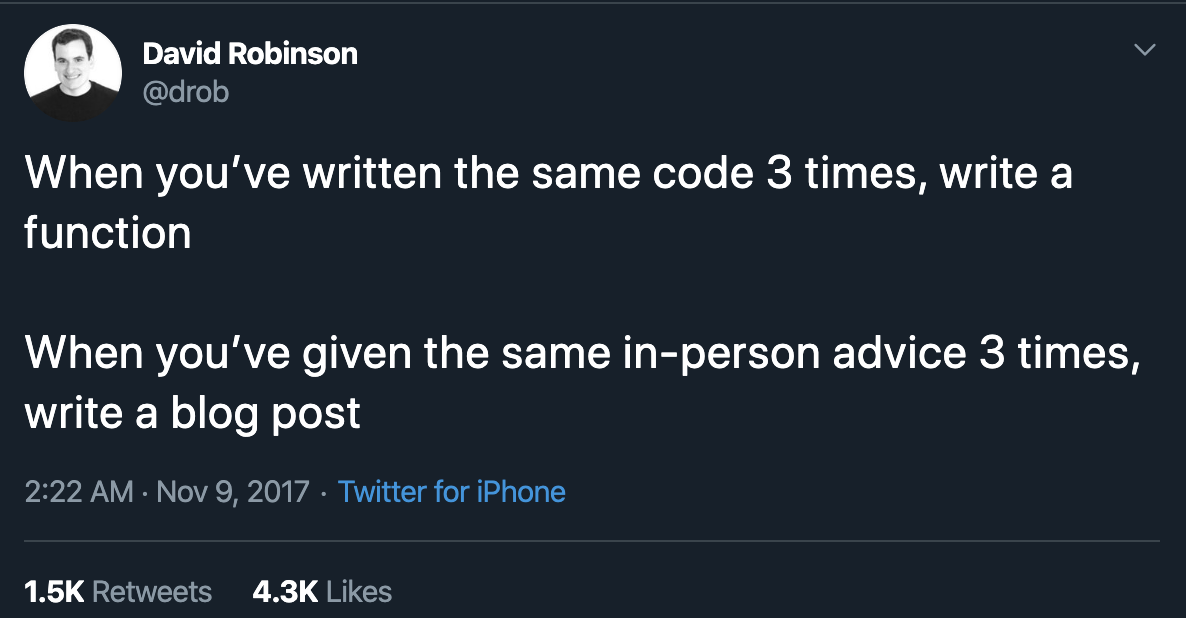 David Robinson
@drob
When you’ve written the same code 3 times, write a
function
When you’ve given the same in-person advice 3 times,
write a blog post
2:22 AM · Nov 9, 2017 · Twitter for iPhone
1.5K Retweets 4.3K Likes